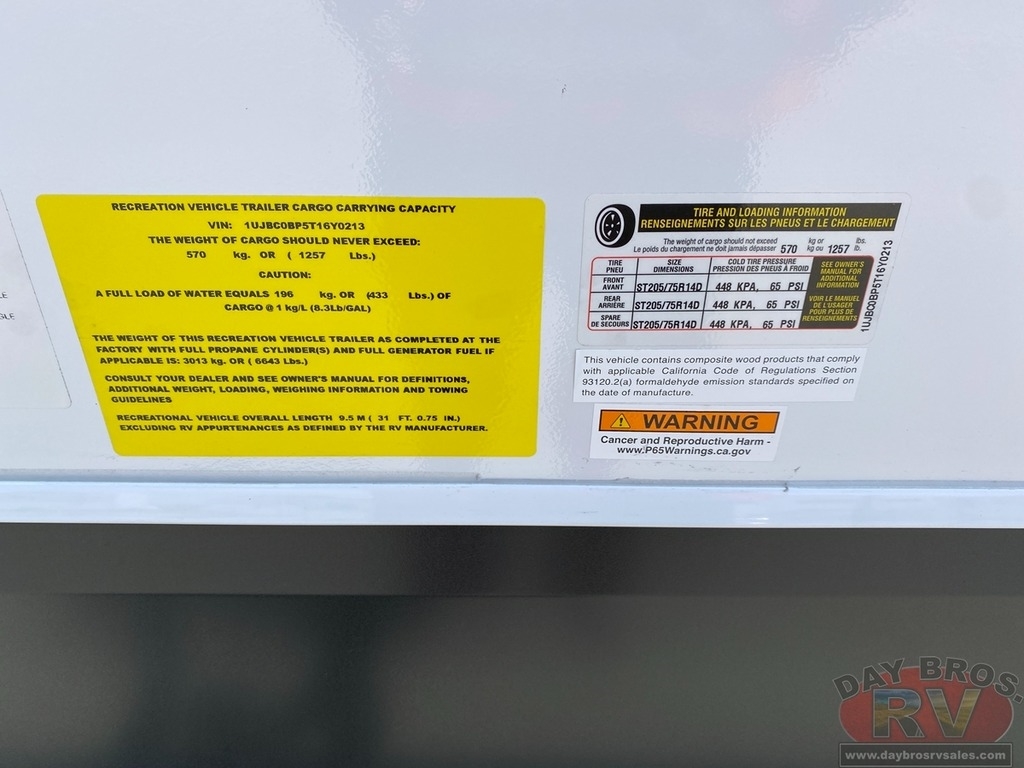 RECREATION VEHICLE TRAILER CARGO CARRYING CAPACITY
VIN: 1UJBC0BP5T16Y0213
THE WEIGHT OF CARGO SHOULD NEVER EXCEED:
570 kg. OR ( 1257 Lbs.)
CAUTION:
A FULL LOAD OF WATER EQUALS 196 kg. OR (433 Lbs.) OF
CARGO @ 1 kg/L (8.3Lb/GAL)
THE WEIGHT OF THIS RECREATION VEHICLE TRAILER AS COMPLETED AT THE
FACTORY WITH FULL PROPANE CYLINDER(S) AND FULL GENERATOR FUEL IF
APPLICABLE IS: 3013 kg. OR ( 6643 Lbs.)
CONSULT YOUR DEALER AND SEE OWNER'S MANUAL FOR DEFINITIONS,
ADDITIONAL WEIGHT, LOADING, WEIGHING INFORMATION AND TOWING
GUIDELINES
RECREATIONAL VEHICLE OVERALL LENGTH 9.5 M ( 31 FT. 0.75 IN.)
EXCLUDING RV APPURTENANCES AS DEFINED BY THE RV MANUFACTURER.
TIRE AND LOADING INFORMATION
RENSEIGNEMENTS SUR LES PNEUS ET LE CHARGEMENT
The weight of cargo should not exceed
Le poids du chargement ne doit jamais dépasser 570 kg or 1257 lbs.
kg ou lb.
TIRE SIZE COLD TIRE PRESSURE
PNEU DIMENSIONS PRESSION DES PNEUS À FROID
FRONT
AVANT ST205/75R14D 448 KPA, 65 PSI
REAR
ARRIÈRE ST205/75R14D 448 KPA, 65 PSI
SPARE
DE SECOURS ST205/75R14D 448 KPA, 65 PSI
SEE OWNER'S
MANUAL FOR
ADDITIONAL
INFORMATION
VOIR LE MANUEL
DE L'USAGER
POUR PLUS DE
RENSEIGNEMENTS
1UJBC0BP5T16Y0213
This vehicle contains composite wood products that comply
with applicable California Code of Regulations Section
93120.2(a) formaldehyde emission standards specified on
the date of manufacture.
WARNING
Cancer and Reproductive Harm -
www.P65Warnings.ca.gov
DAY BROS.
RV
www.daybrosrvsales.com